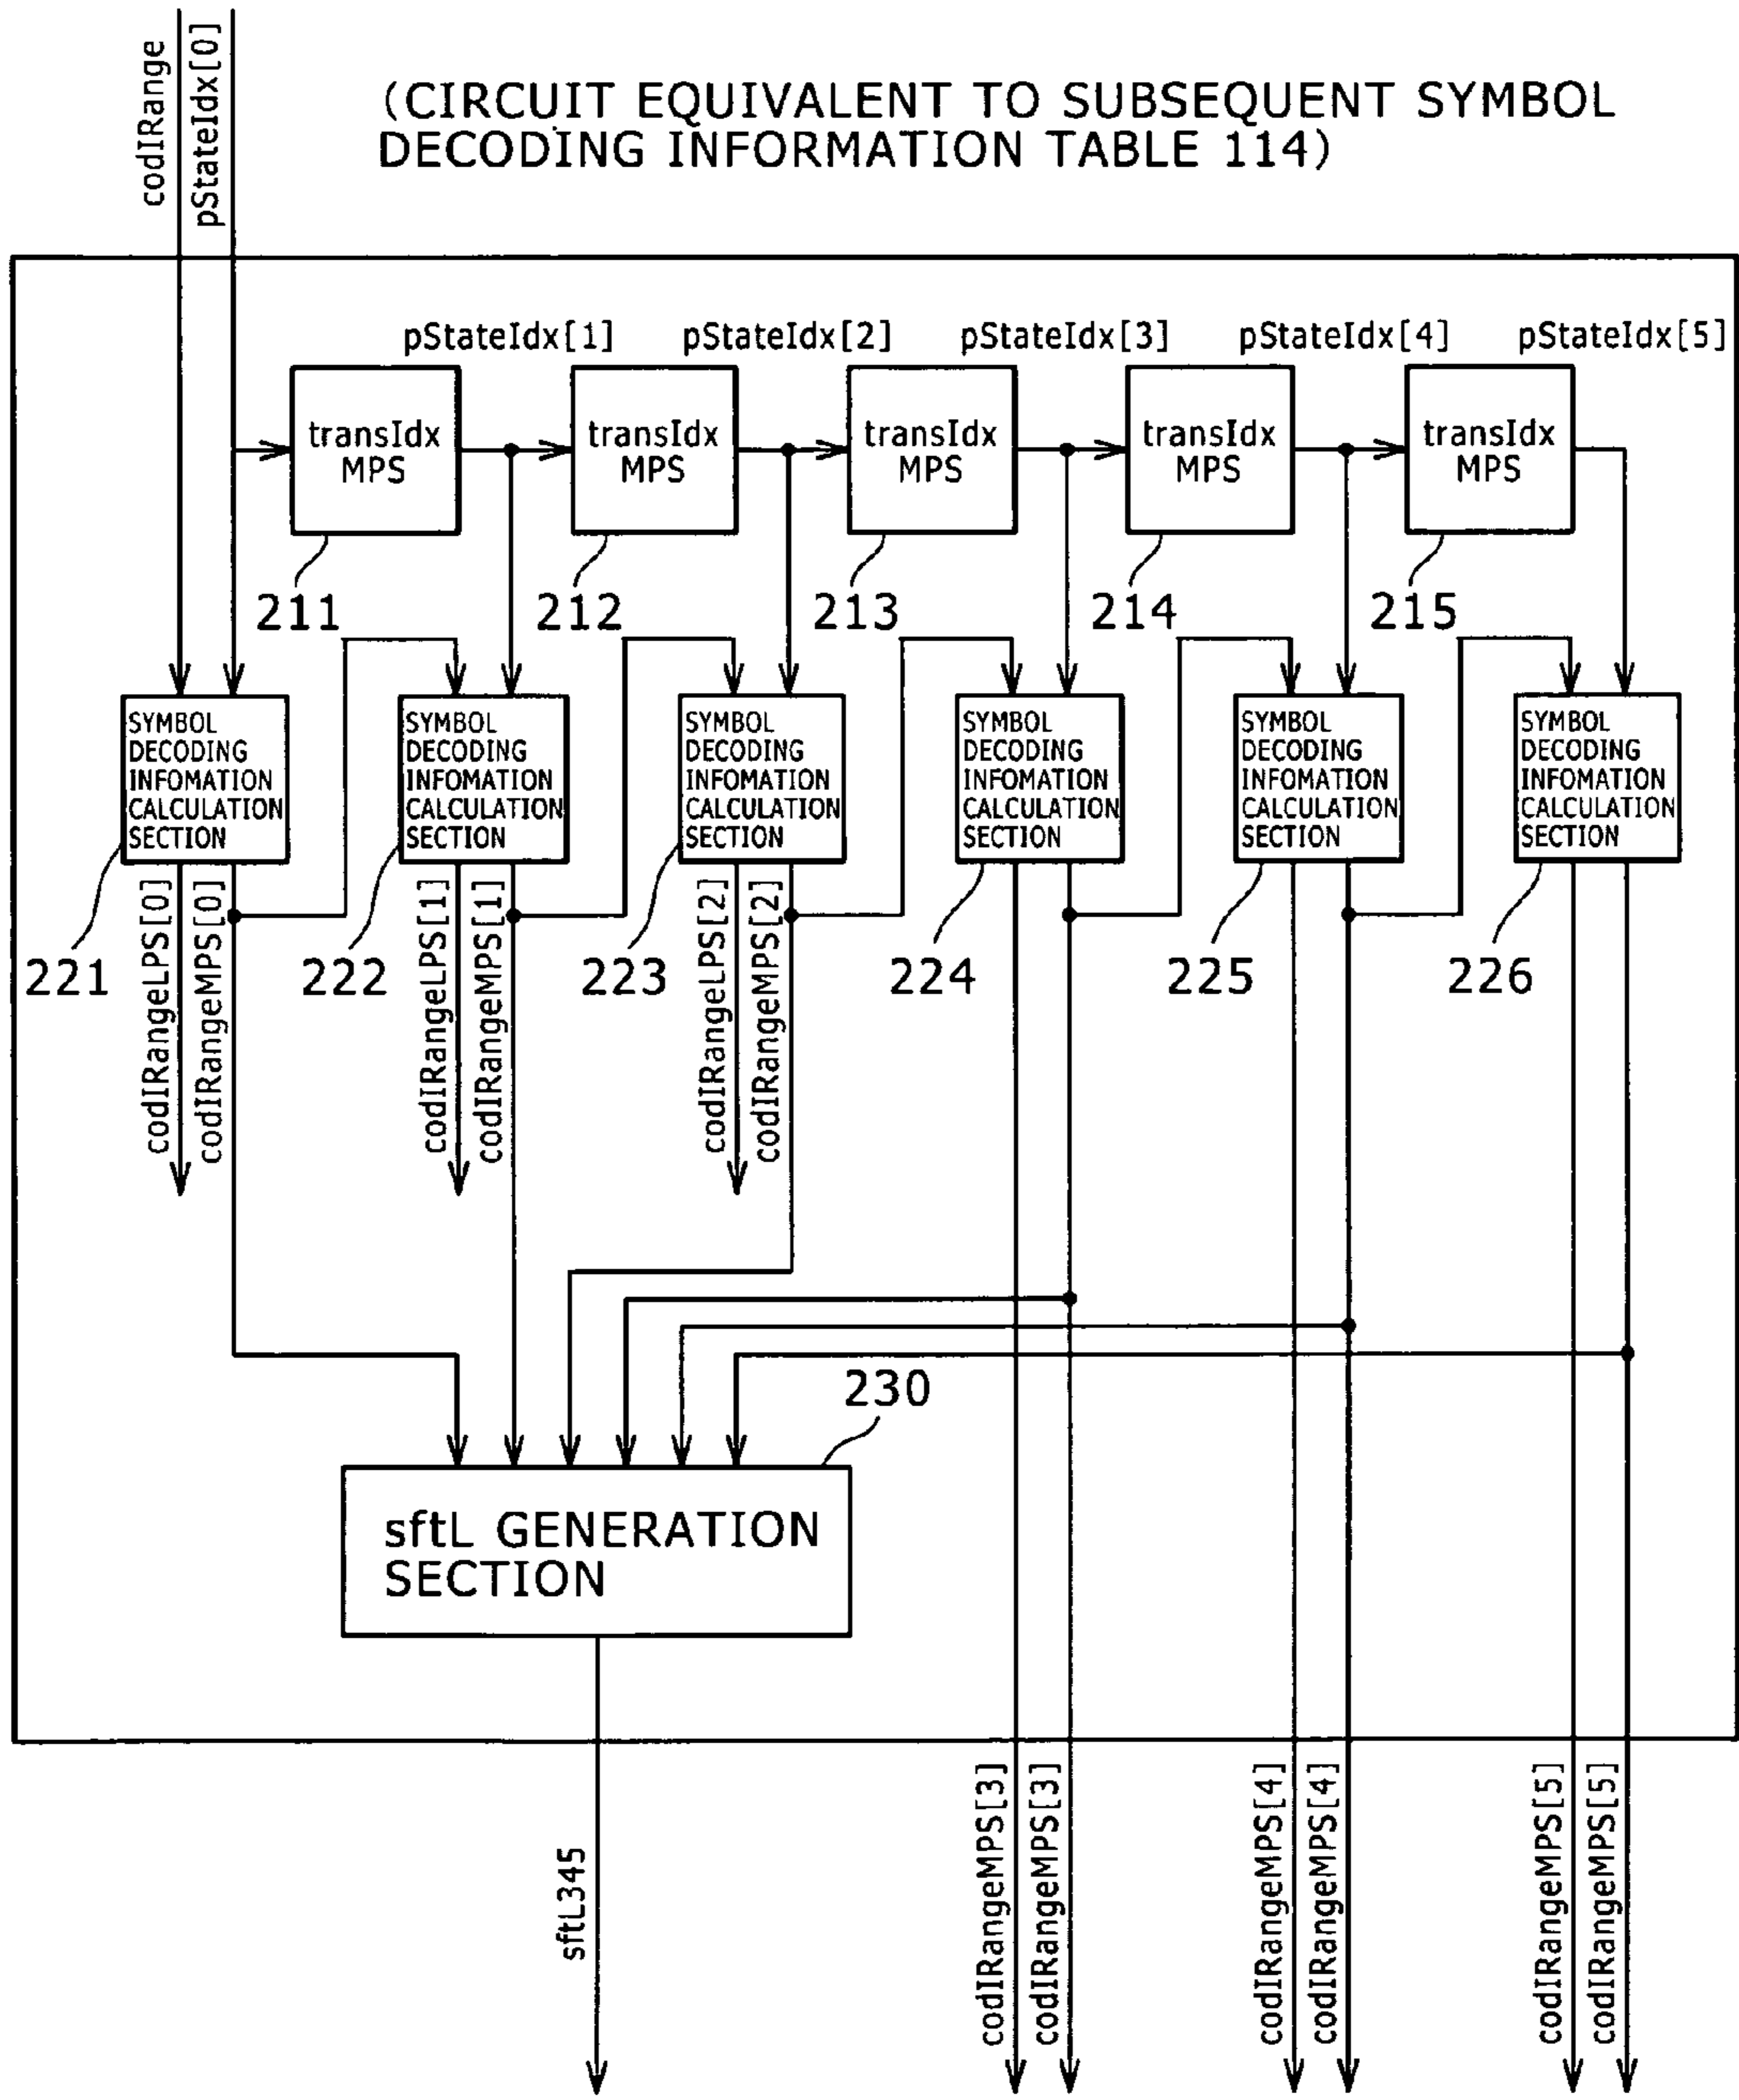 codIRange
pStateIdx[0]
(CIRCUIT EQUIVALENT TO SUBSEQUENT SYMBOL
DECODING INFORMATION TABLE 114)
pStateIdx[1]
pStateIdx[2]
pStateIdx[3]
pStateIdx[4]
pStateIdx[5]
transIdx
MPS
transIdx
MPS
transIdx
MPS
transIdx
MPS
transIdx
MPS
211
212
213
214
215
SYMBOL
DECODING
INFOMATION
CALCULATION
SECTION
SYMBOL
DECODING
INFOMATION
CALCULATION
SECTION
SYMBOL
DECODING
INFOMATION
CALCULATION
SECTION
SYMBOL
DECODING
INFOMATION
CALCULATION
SECTION
SYMBOL
DECODING
INFOMATION
CALCULATION
SECTION
SYMBOL
DECODING
INFOMATION
CALCULATION
SECTION
221
222
223
224
225
226
codIRangeLPS[0]
codIRangeMPS[0]
codIRangeLPS[1]
codIRangeMPS[1]
codIRangeLPS[2]
codIRangeMPS[2]
230
sftL GENERATION
SECTION
sftL345
codIRangeMPS[3]
codIRangeMPS[3]
codIRangeMPS[4]
codIRangeMPS[4]
codIRangeMPS[5]
codIRangeMPS[5]